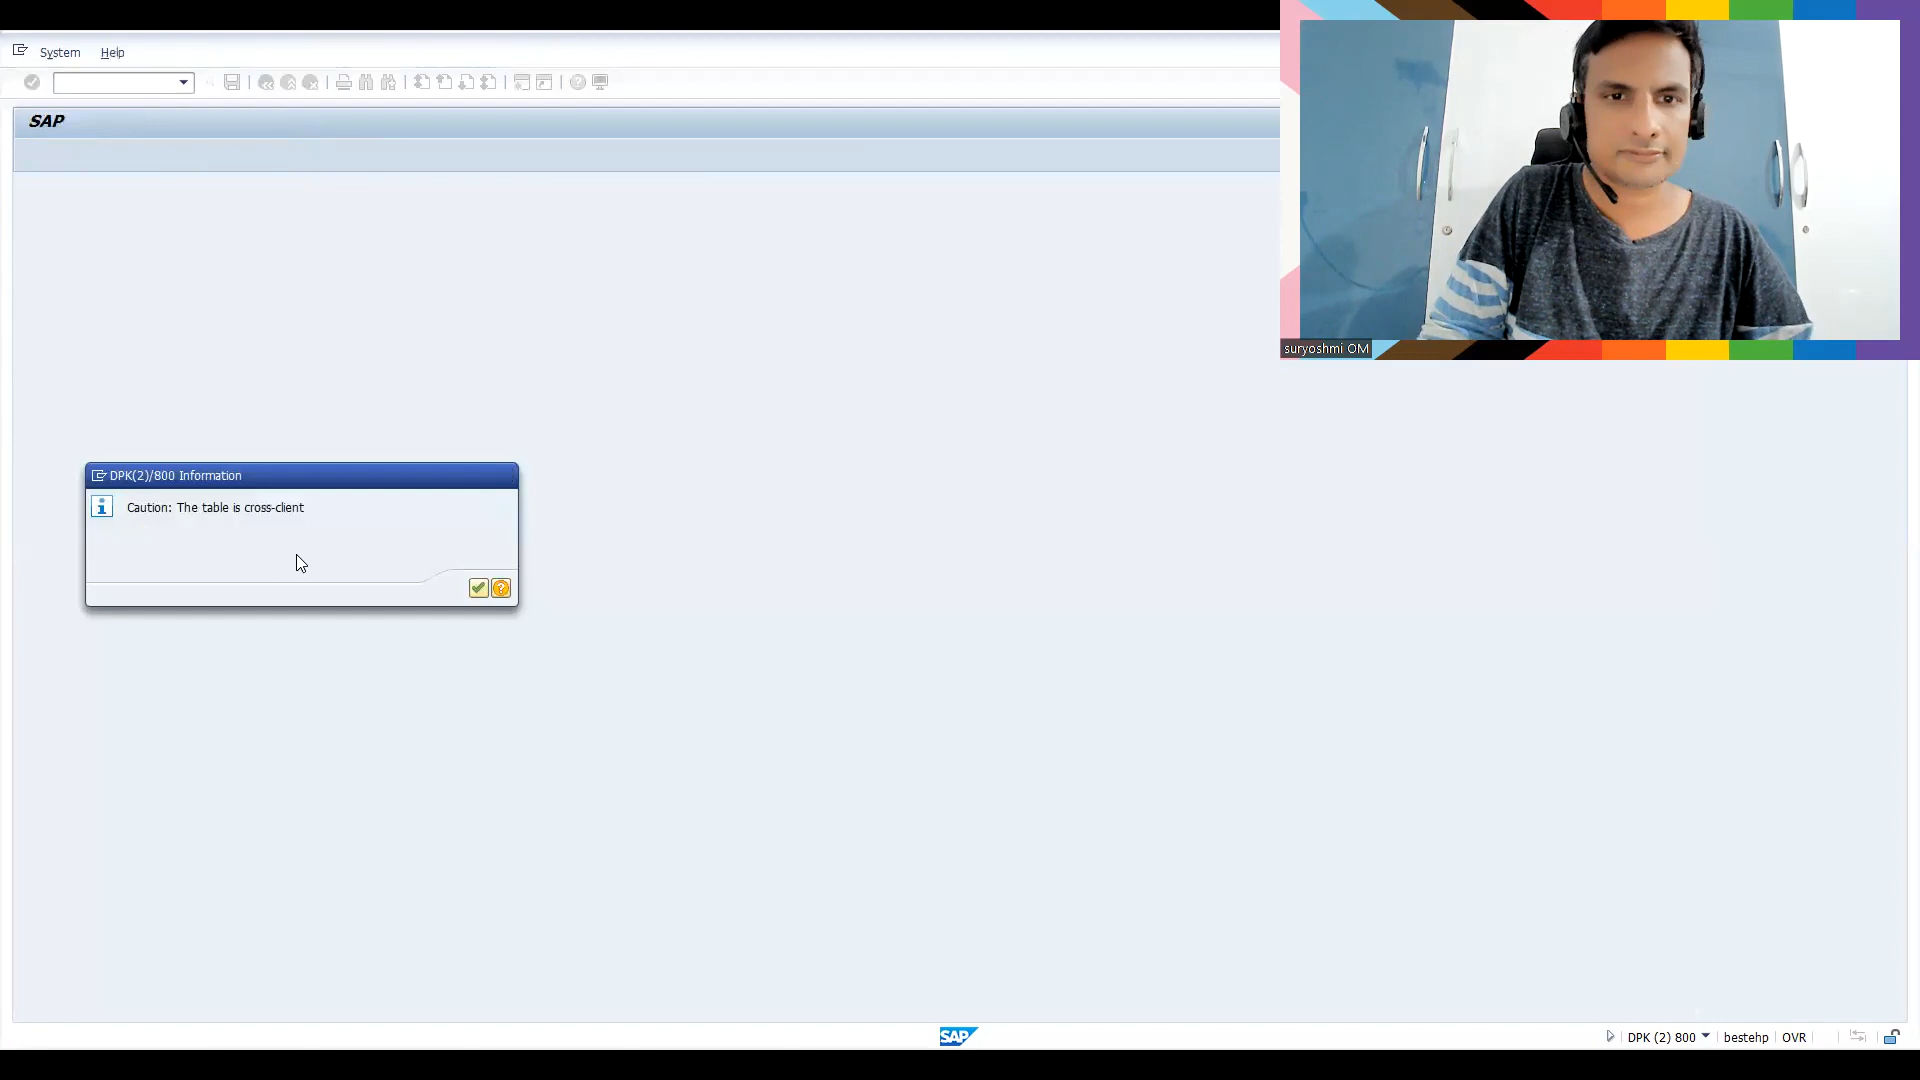 System Help
SAP
suryoshmi OM
DPK(2)/800 Information
Caution: The table is cross-client
SAP
DPK (2) 800 bestehp OVR